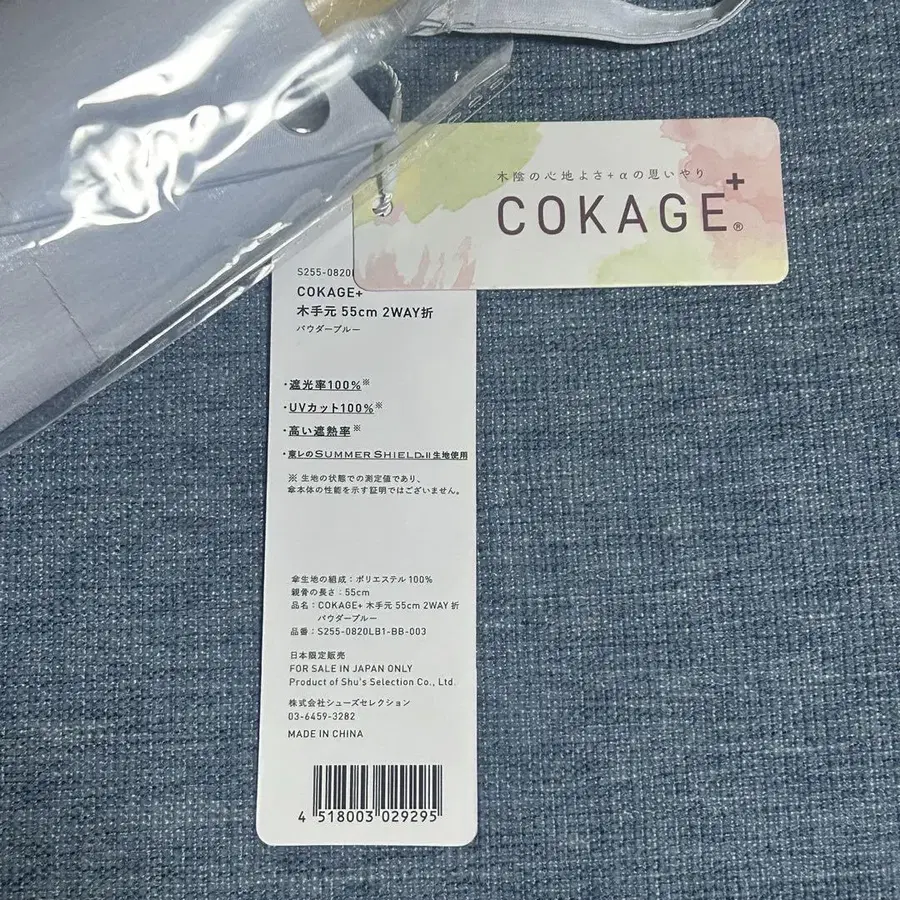 木陰の心地よさ+αの思いやり
COKAGE+®
S255-0820L
COKAGE+
木手元 55cm 2WAY折
パウダーブルー
・遮光率100%※
・UVカット100%※
・高い遮熱率※
・東レのSUMMER SHIELD®II生地使用
※ 生地の状態での測定値であり、
傘本体の性能を示す証明ではございません。
傘生地の組成：ポリエステル 100%
親骨の長さ：55cm
品名：COKAGE+ 木手元 55cm 2WAY 折
パウダーブルー
品番：S255-0820LB1-BB-003
日本限定販売
FOR SALE IN JAPAN ONLY
Product of Shu's Selection Co., Ltd.
株式会社シューズセレクション
03-6459-3282
MADE IN CHINA
4 518003 029295